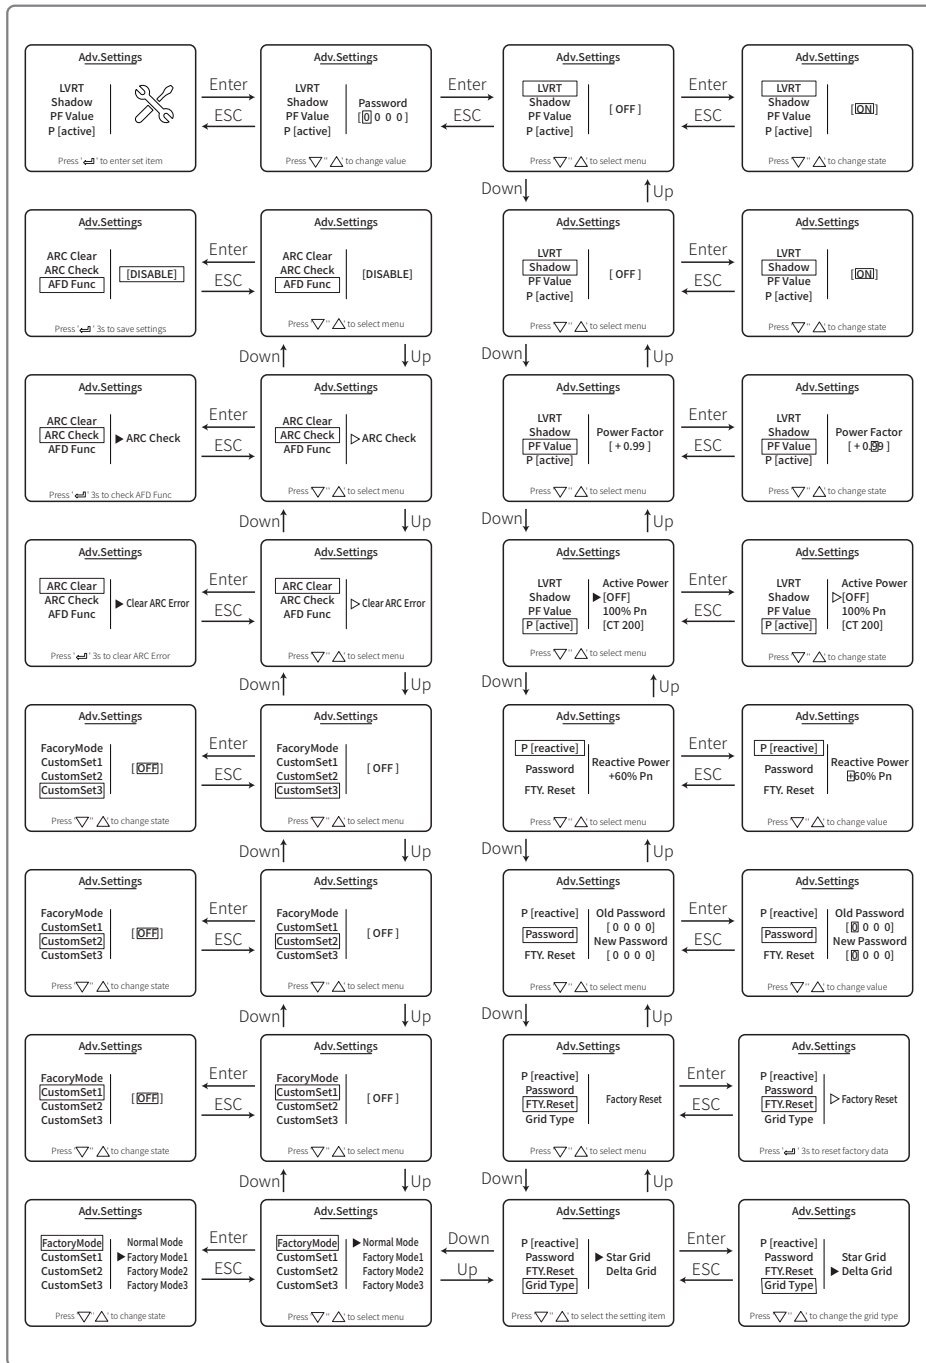 Adv.Settings
LVRT
Shadow
PF Value
P [active]
Press '↵' to enter set item
Enter
ESC
Adv.Settings
LVRT
Shadow
PF Value
P [active]
Password
[0 0 0 0]
Press '▽' '△' to change value
Enter
ESC
Adv.Settings
LVRT
Shadow
PF Value
P [active]
[ OFF ]
Press '▽' '△' to select menu
Enter
ESC
Adv.Settings
LVRT
Shadow
PF Value
P [active]
[ON]
Press '▽' '△' to change state
Down
Up
Adv.Settings
ARC Clear
ARC Check
AFD Func
[DISABLE]
Press '↵' 3s to save settings
Enter
ESC
Adv.Settings
ARC Clear
ARC Check
AFD Func
[DISABLE]
Press '▽' '△' to select menu
Adv.Settings
LVRT
Shadow
PF Value
P [active]
[ OFF ]
Press '▽' '△' to select menu
Enter
ESC
Adv.Settings
LVRT
Shadow
PF Value
P [active]
[ON]
Press '▽' '△' to change state
Down
Up
Down
Up
Adv.Settings
ARC Clear
ARC Check
AFD Func
▶ ARC Check
Press '↵' 3s to check AFD Func
Enter
ESC
Adv.Settings
ARC Clear
ARC Check
AFD Func
▷ ARC Check
Press '▽' '△' to select menu
Adv.Settings
LVRT
Shadow
PF Value
P [active]
Power Factor
[ + 0.99 ]
Press '▽' '△' to select menu
Enter
ESC
Adv.Settings
LVRT
Shadow
PF Value
P [active]
Power Factor
[ + 0.99 ]
Press '▽' '△' to change state
Down
Up
Down
Up
Adv.Settings
ARC Clear
ARC Check
AFD Func
▶ Clear ARC Error
Press '↵' 3s to clear ARC Error
Enter
ESC
Adv.Settings
ARC Clear
ARC Check
AFD Func
▷ Clear ARC Error
Press '▽' '△' to select menu
Adv.Settings
LVRT
Shadow
PF Value
P [active]
Active Power
▶[OFF]
100% Pn
[CT 200]
Press '▽' '△' to select menu
Enter
ESC
Adv.Settings
LVRT
Shadow
PF Value
P [active]
Active Power
▷[OFF]
100% Pn
[CT 200]
Press '▽' '△' to change state
Down
Up
Down
Up
Adv.Settings
FacoryMode
CustomSet1
CustomSet2
CustomSet3
[OFF]
Press '▽' '△' to change state
Enter
ESC
Adv.Settings
FacoryMode
CustomSet1
CustomSet2
CustomSet3
[ OFF ]
Press '▽' '△' to select menu
Adv.Settings
P [reactive]
Password
FTY. Reset
Reactive Power
+60% Pn
Press '▽' '△' to select menu
Enter
ESC
Adv.Settings
P [reactive]
Password
FTY. Reset
Reactive Power
+60% Pn
Press '▽' '△' to change value
Down
Up
Down
Up
Adv.Settings
FacoryMode
CustomSet1
CustomSet2
CustomSet3
[OFF]
Press '▽' '△' to change state
Enter
ESC
Adv.Settings
FacoryMode
CustomSet1
CustomSet2
CustomSet3
[ OFF ]
Press '▽' '△' to select menu
Adv.Settings
P [reactive]
Password
FTY. Reset
Old Password
[ 0 0 0 0]
New Password
[ 0 0 0 0]
Press '▽' '△' to select menu
Enter
ESC
Adv.Settings
P [reactive]
Password
FTY. Reset
Old Password
[0 0 0 0]
New Password
[0 0 0 0]
Press '▽' '△' to change value
Down
Up
Down
Up
Adv.Settings
FacoryMode
CustomSet1
CustomSet2
CustomSet3
[OFF]
Press '▽' '△' to change state
Enter
ESC
Adv.Settings
FacoryMode
CustomSet1
CustomSet2
CustomSet3
[ OFF ]
Press '▽' '△' to select menu
Adv.Settings
P [reactive]
Password
FTY.Reset
Grid Type
Factory Reset
Press '▽' '△' to select menu
Enter
ESC
Adv.Settings
P [reactive]
Password
FTY.Reset
Grid Type
▷ Factory Reset
Press '↵' 3s to reset factory data
Down
Up
Down
Up
Adv.Settings
FactoryMode
CustomSet1
CustomSet2
CustomSet3
Normal Mode
▶ Factory Mode1
Factory Mode2
Factory Mode3
Press '▽' '△' to change state
Enter
ESC
Adv.Settings
FactoryMode
CustomSet1
CustomSet2
CustomSet3
▶ Normal Mode
Factory Mode1
Factory Mode2
Factory Mode3
Press '▽' '△' to select menu
Down
Up
Adv.Settings
P [reactive]
Password
FTY.Reset
Grid Type
▶ Star Grid
Delta Grid
Press '▽' '△' to select the setting item
Enter
ESC
Adv.Settings
P [reactive]
Password
FTY.Reset
Grid Type
Star Grid
▶ Delta Grid
Press '▽' '△' to change the grid type